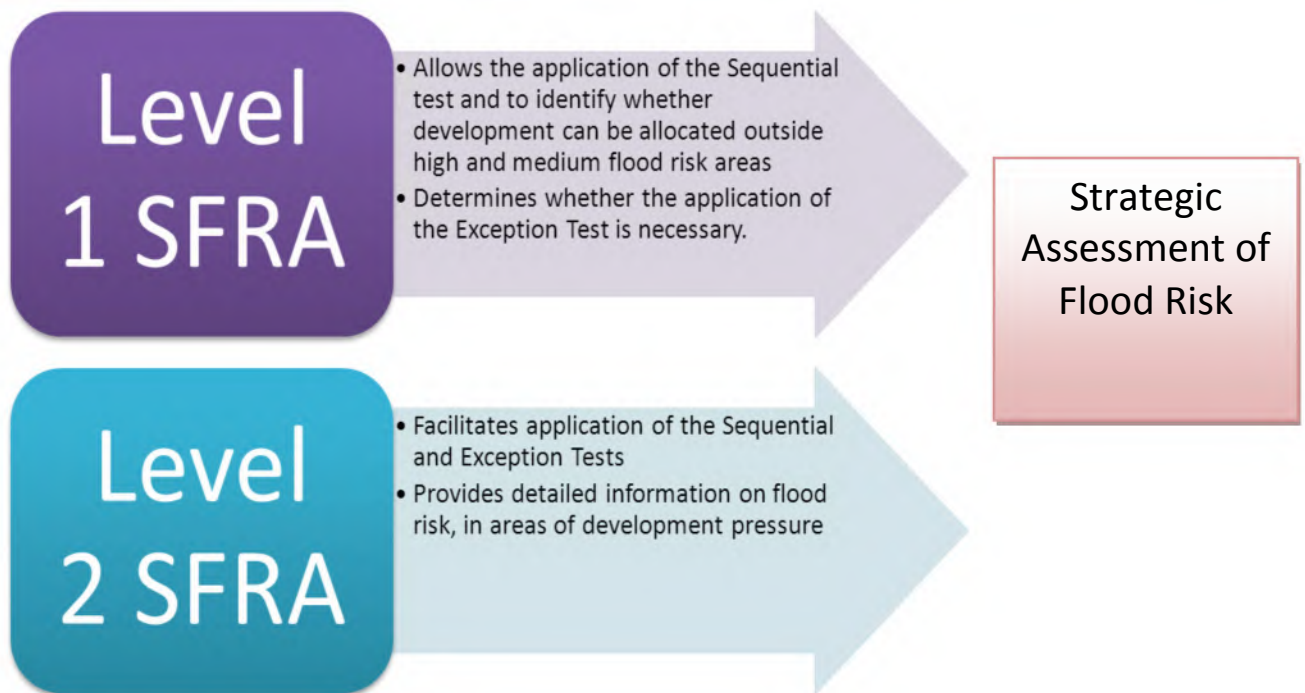 Level
1 SFRA
• Allows the application of the Sequential
test and to identify whether
development can be allocated outside
high and medium flood risk areas
• Determines whether the application of
the Exception Test is necessary.
Strategic
Assessment of
Flood Risk
Level
2 SFRA
• Facilitates application of the Sequential
and Exception Tests
• Provides detailed information on flood
risk, in areas of development pressure